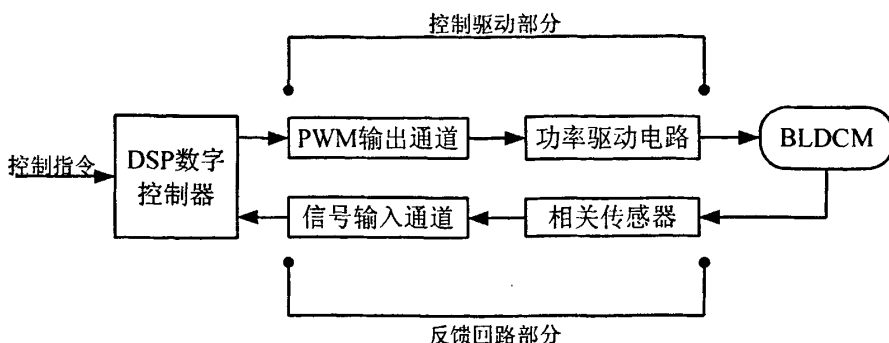 控制驱动部分
PWM输出通道
功率驱动电路
BLDCM
控制指令
DSP数字
控制器
信号输入通道
相关传感器
反馈回路部分